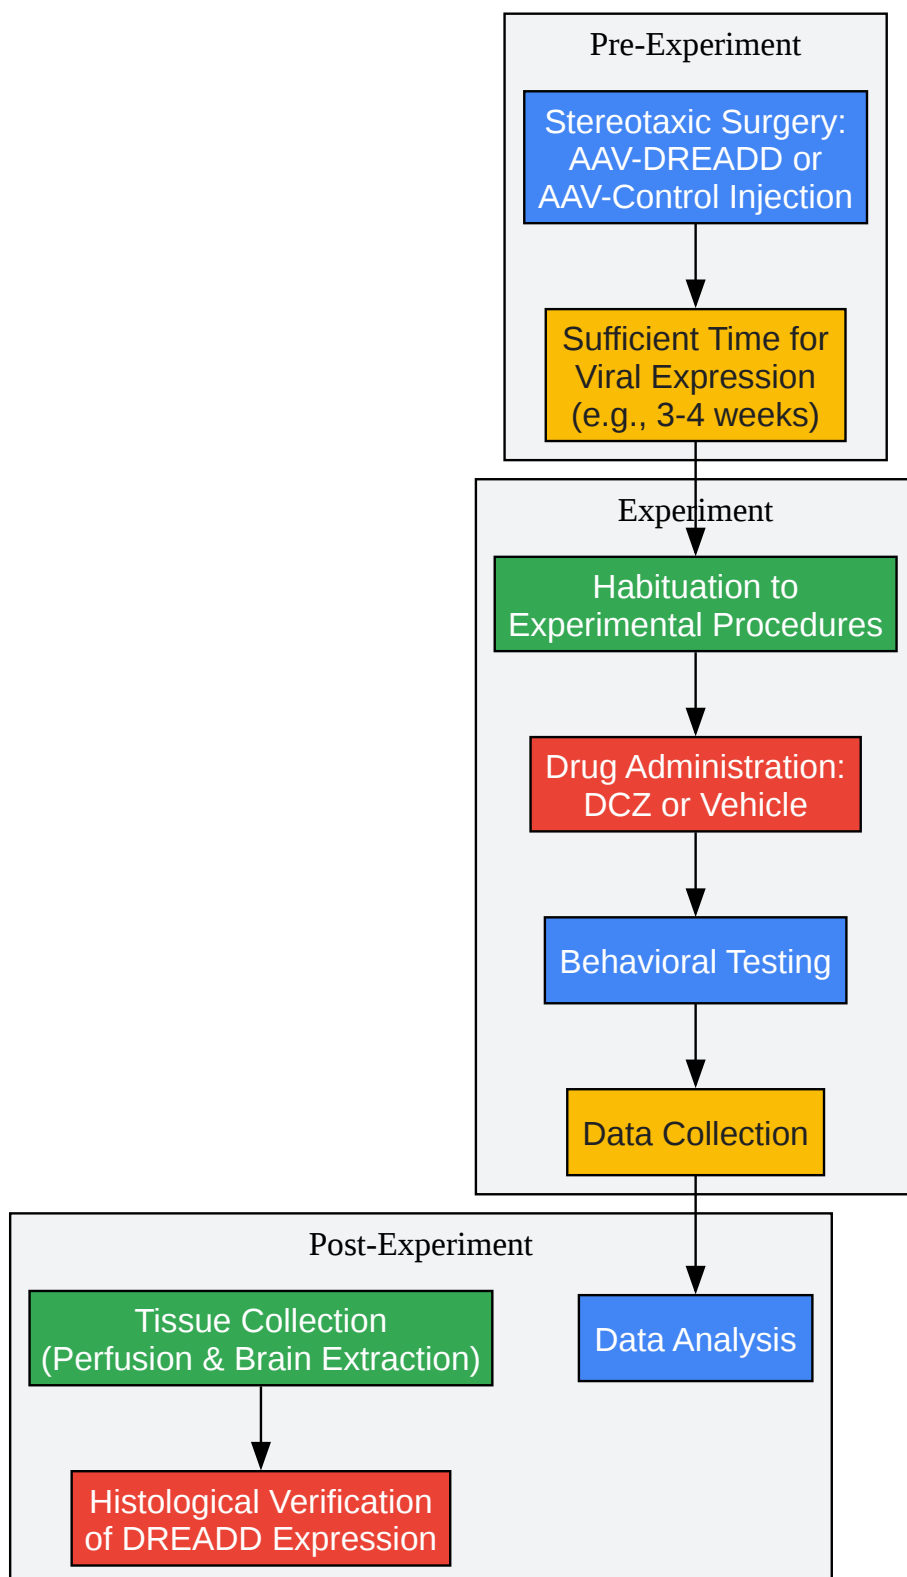 Pre-Experiment
Stereotaxic Surgery:
AAV-DREADD or
AAV-Control Injection
Sufficient Time for
Viral Expression
(e.g., 3-4 weeks)
Experiment
Habituation to
Experimental Procedures
Drug Administration:
DCZ or Vehicle
Behavioral Testing
Data Collection
Post-Experiment
Tissue Collection
(Perfusion & Brain Extraction)
Data Analysis
Histological Verification
of DREADD Expression